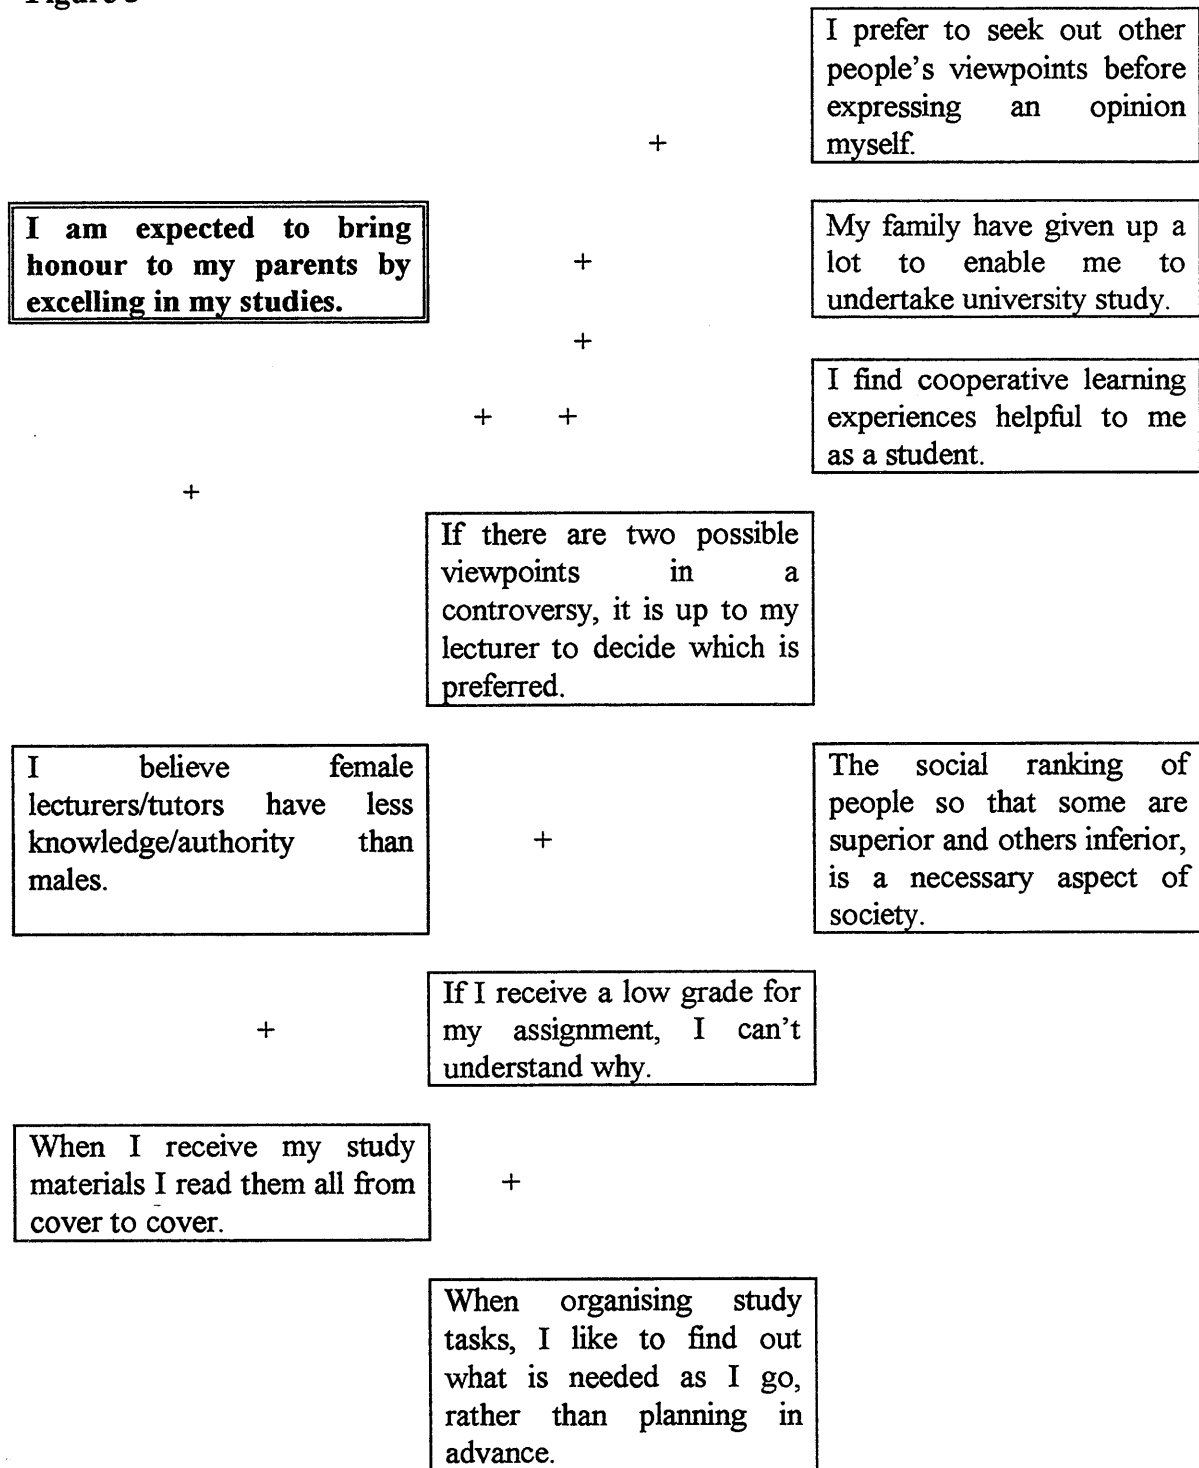 I prefer to seek out other
people's viewpoints before
expressing an opinion
myself.
+
I am expected to bring
honour to my parents by
excelling in my studies.
+
My family have given up a
lot to enable me to
undertake university study.
+
I find cooperative learning
experiences helpful to me
as a student.
+ +
+
If there are two possible
viewpoints in a
controversy, it is up to my
lecturer to decide which is
preferred.
I believe female
lecturers/tutors have less
knowledge/authority than
males.
+
The social ranking of
people so that some are
superior and others inferior,
is a necessary aspect of
society.
+
If I receive a low grade for
my assignment, I can't
understand why.
When I receive my study
materials I read them all from
cover to cover.
+
When organising study
tasks, I like to find out
what is needed as I go,
rather than planning in
advance.